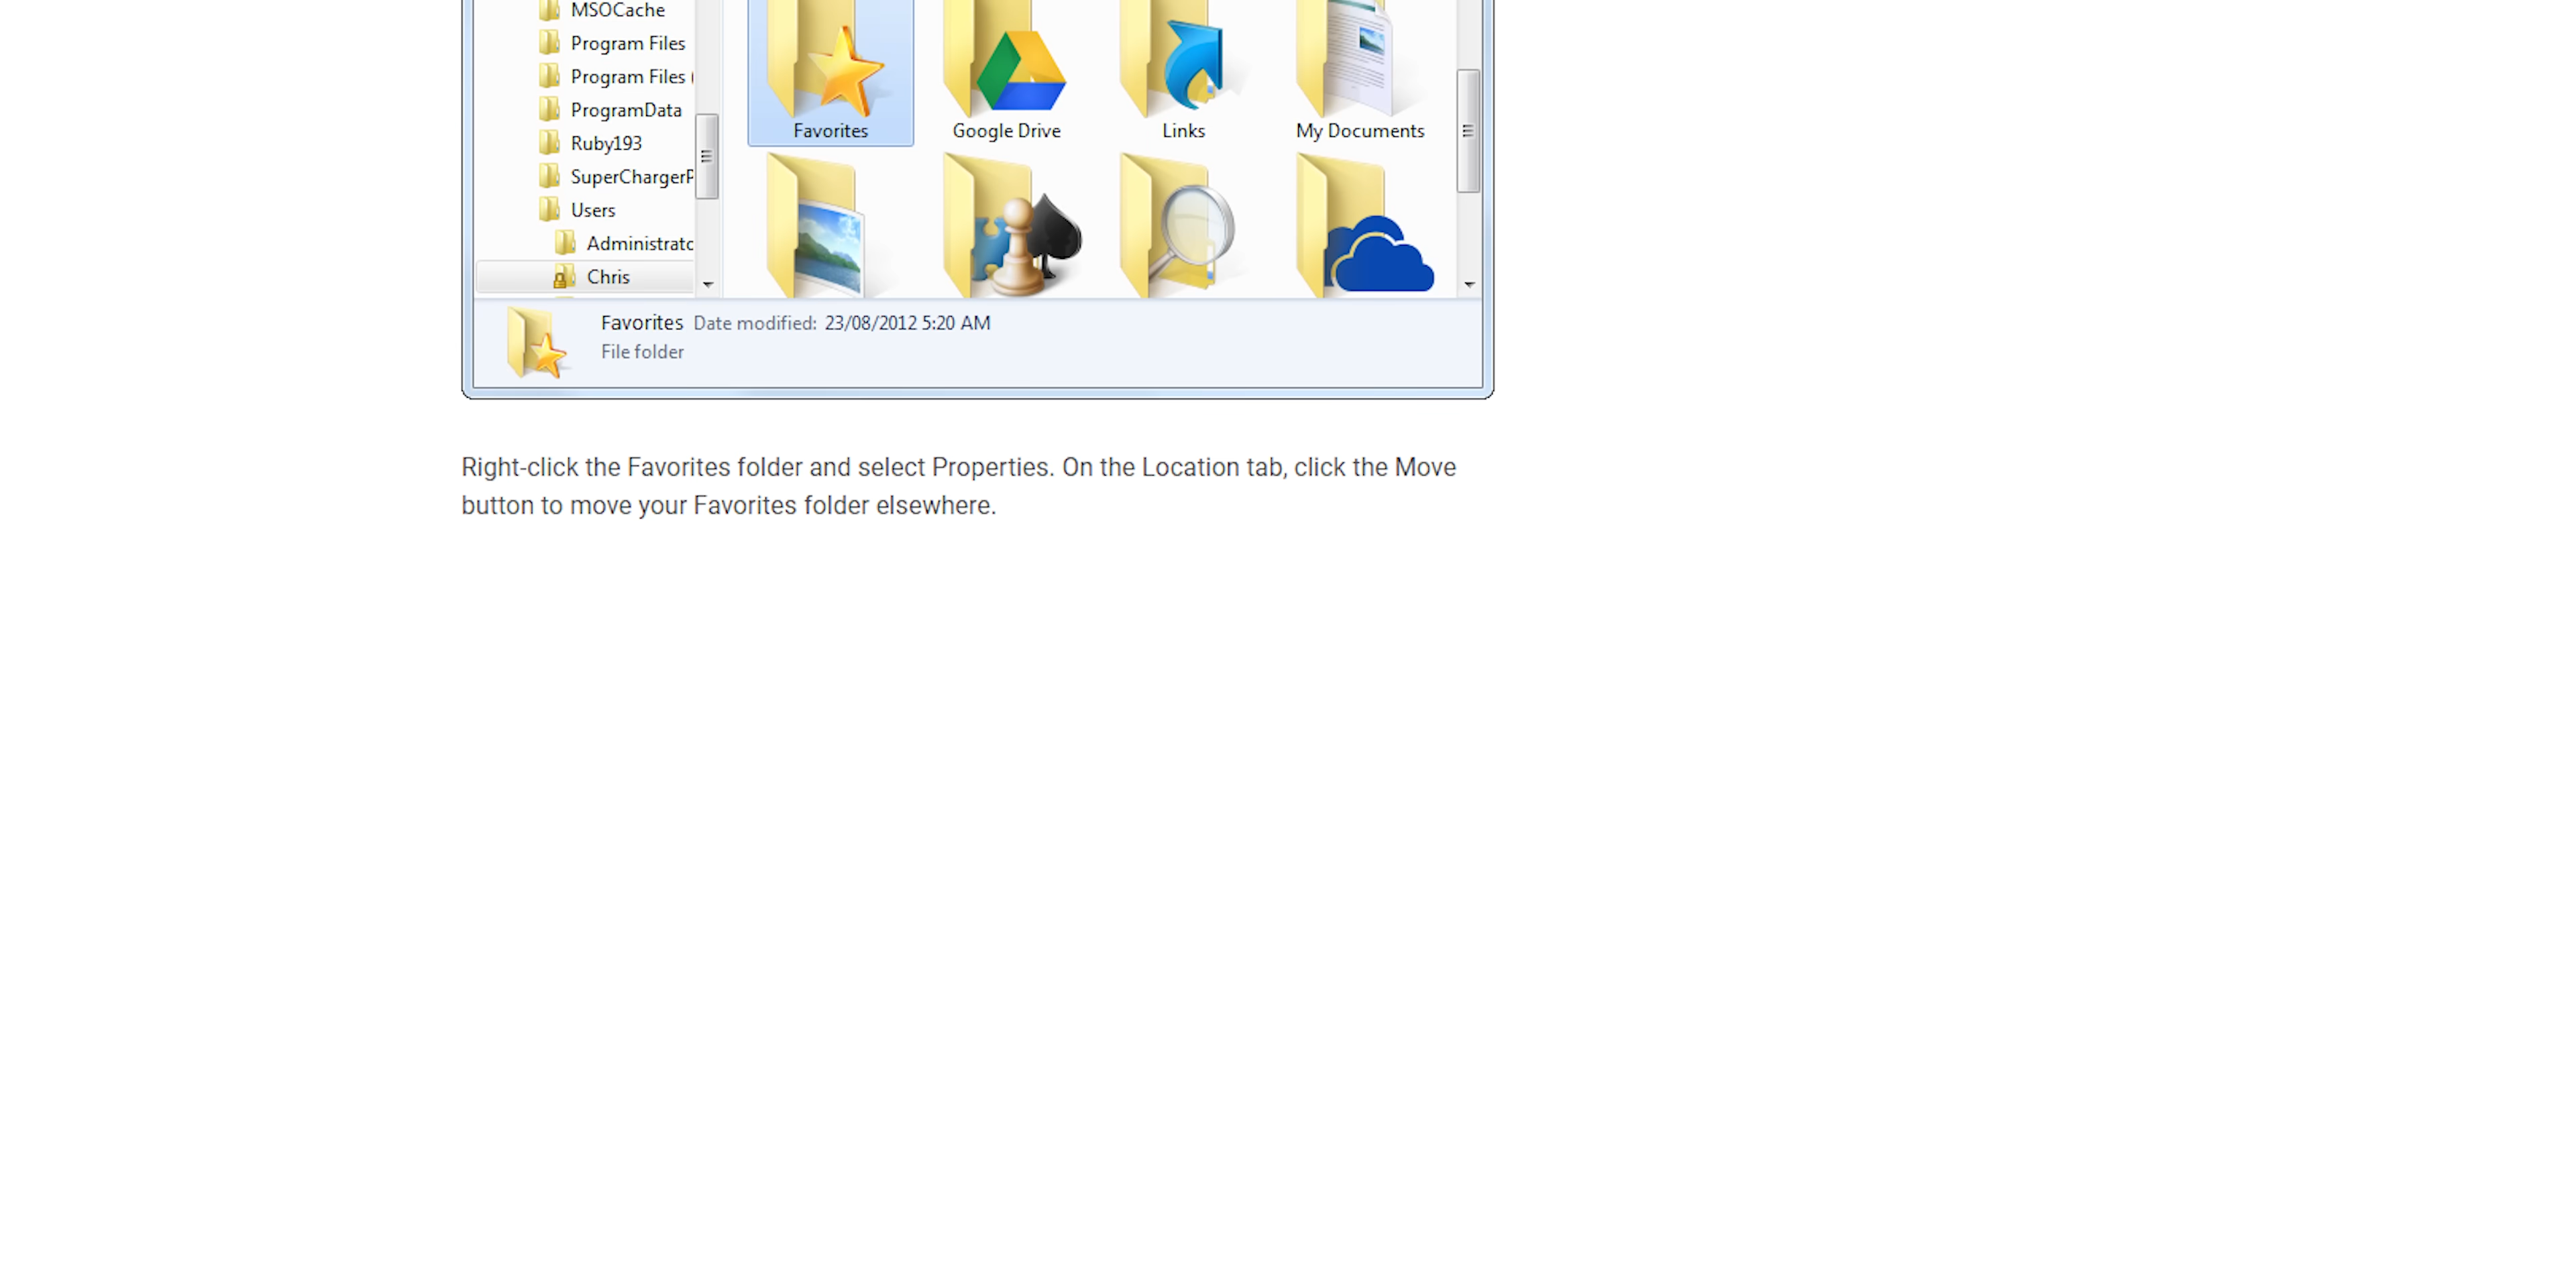 MSOCache
Program Files
Program Files (
ProgramData
Ruby193
SuperChargerP
Users
Administrato
Chris
Favorites
Google Drive
Links
My Documents
Favorites Date modified: 23/08/2012 5:20 AM
File folder
Right-click the Favorites folder and select Properties. On the Location tab, click the Move
button to move your Favorites folder elsewhere.